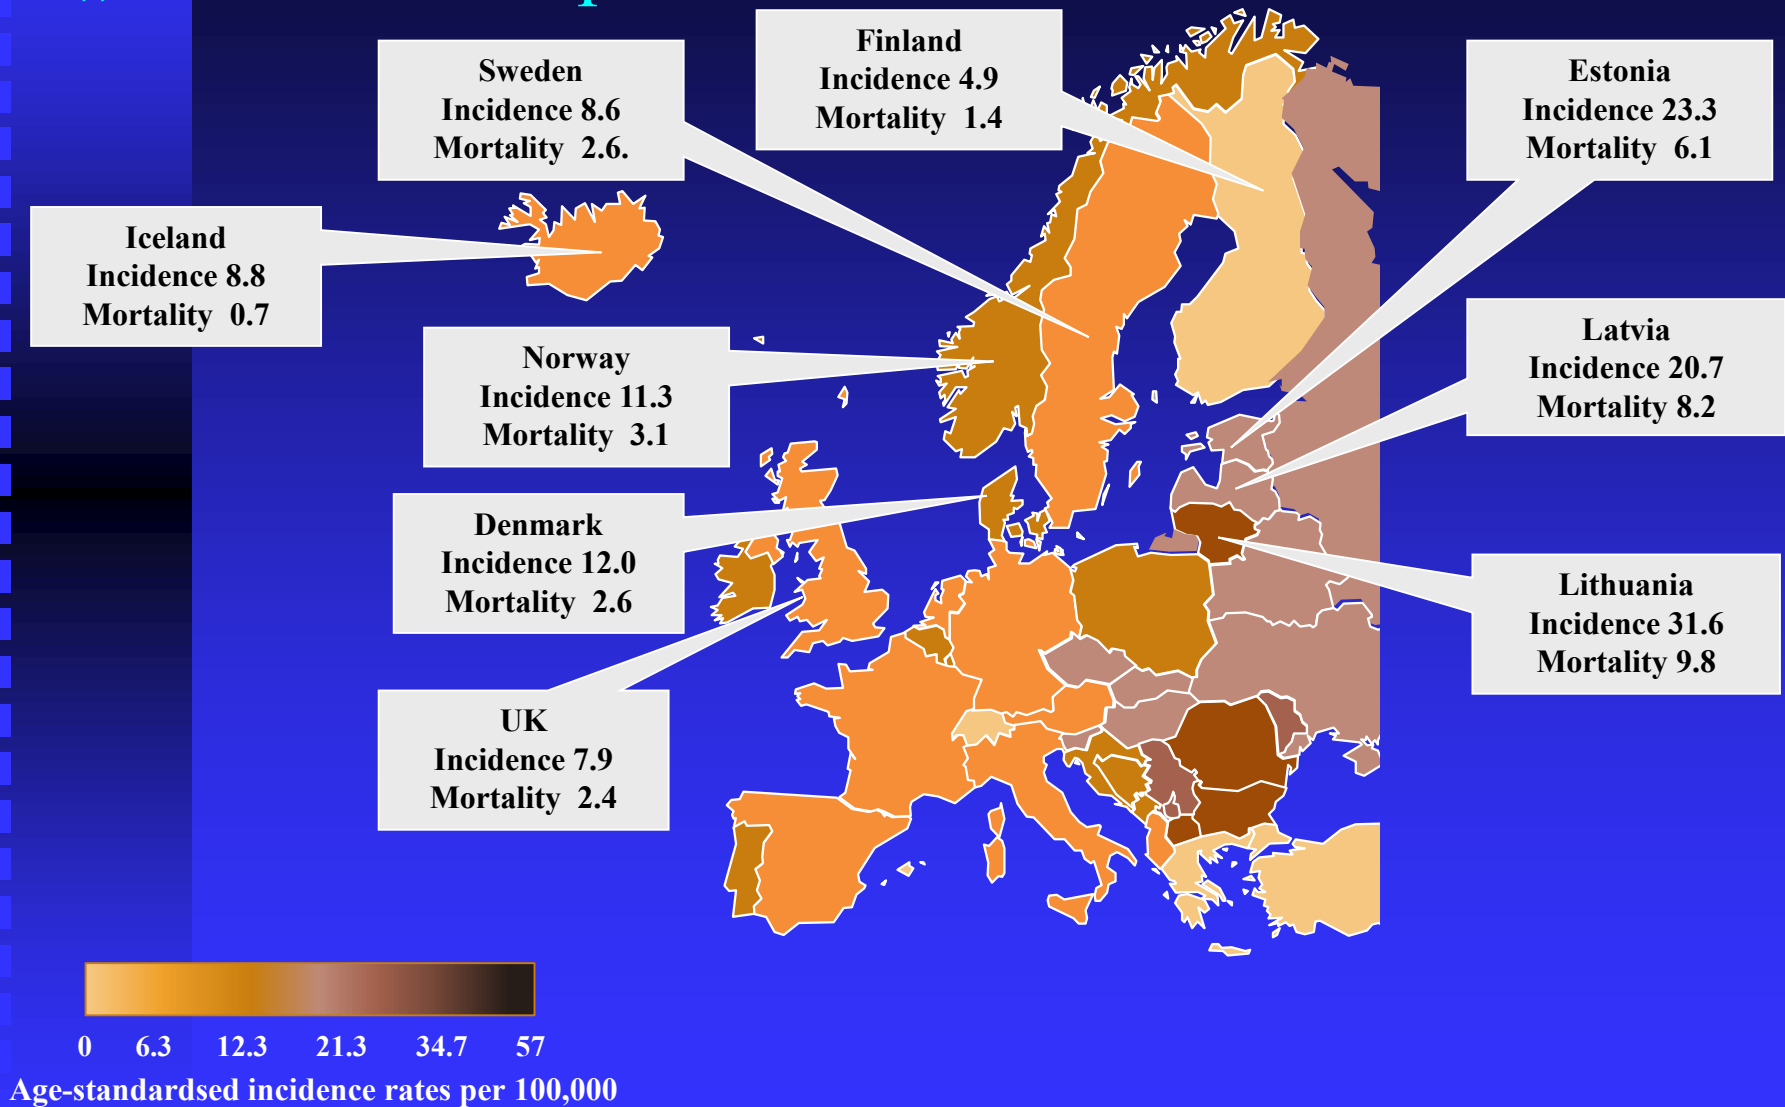 Finland
Incidence 4.9
Mortality 1.4
Sweden
Incidence 8.6
Mortality 2.6.
Estonia
Incidence 23.3
Mortality 6.1
Iceland
Incidence 8.8
Mortality 0.7
Norway
Incidence 11.3
Mortality 3.1
Latvia
Incidence 20.7
Mortality 8.2
Denmark
Incidence 12.0
Mortality 2.6
Lithuania
Incidence 31.6
Mortality 9.8
UK
Incidence 7.9
Mortality 2.4
0 6.3 12.3 21.3 34.7 57
Age-standardsed incidence rates per 100,000